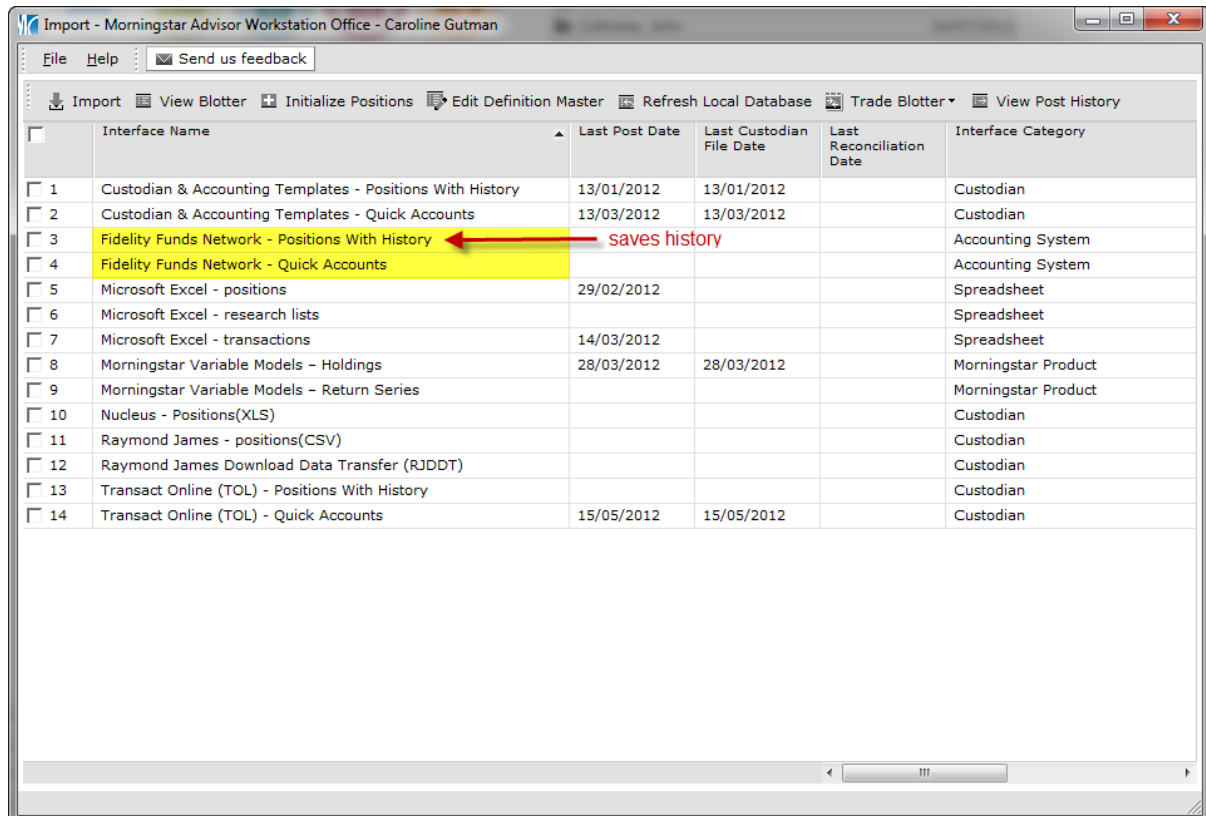 Import - Morningstar Advisor Workstation Office - Caroline Gutman
File Help Send us feedback
Import View Blotter Initialize Positions Edit Definition Master Refresh Local Database Trade Blotter View Post History
Interface Name Last Post Date Last Custodian File Date Last Reconciliation Date Interface Category
1 Custodian & Accounting Templates - Positions With History 13/01/2012 13/01/2012 Custodian
2 Custodian & Accounting Templates - Quick Accounts 13/03/2012 13/03/2012 Custodian
3 Fidelity Funds Network - Positions With History saves history Accounting System
4 Fidelity Funds Network - Quick Accounts Accounting System
5 Microsoft Excel - positions 29/02/2012 Spreadsheet
6 Microsoft Excel - research lists Spreadsheet
7 Microsoft Excel - transactions 14/03/2012 Spreadsheet
8 Morningstar Variable Models – Holdings 28/03/2012 28/03/2012 Morningstar Product
9 Morningstar Variable Models – Return Series Morningstar Product
10 Nucleus - Positions(XLS) Custodian
11 Raymond James - positions(CSV) Custodian
12 Raymond James Download Data Transfer (RJDDT) Custodian
13 Transact Online (TOL) - Positions With History Custodian
14 Transact Online (TOL) - Quick Accounts 15/05/2012 15/05/2012 Custodian